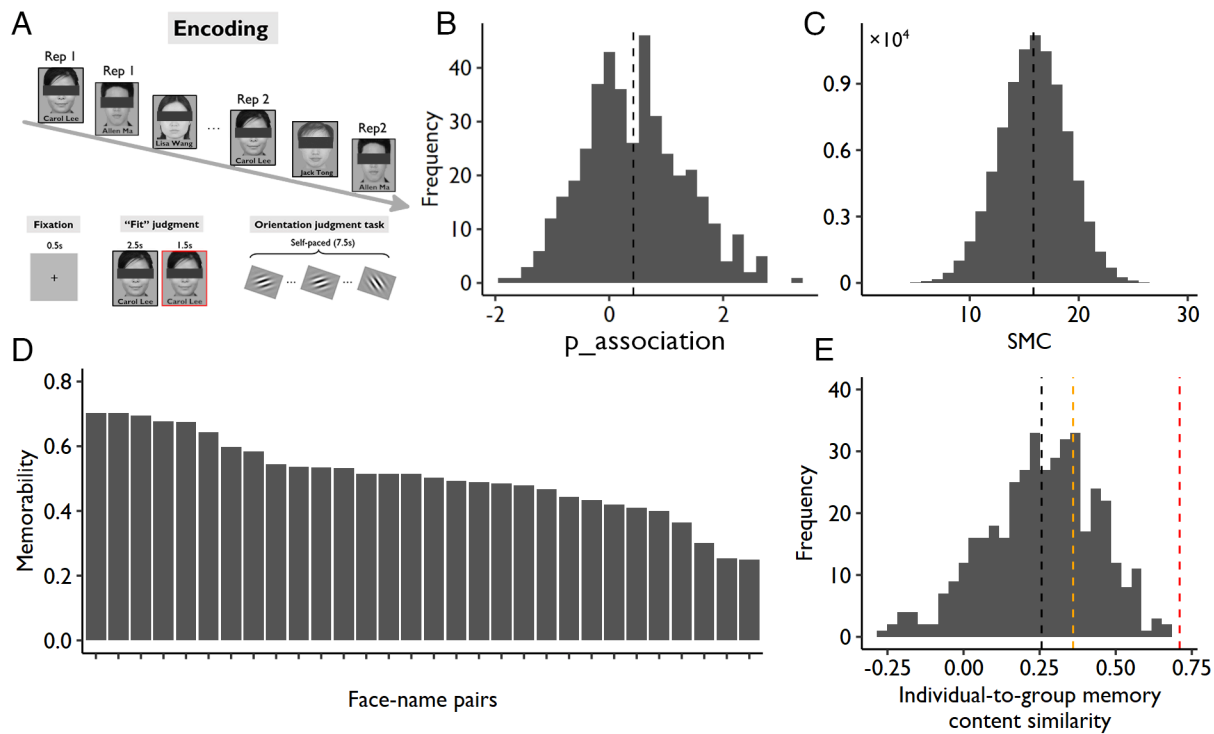 A
Encoding
Rep 1
Carol Lee
Rep 1
Allen Ma
Lisa Wang
...
Rep 2
Carol Lee
Jack Tong
Rep2
Allen Ma
Fixation
0.5s
+
“Fit” judgment
2.5s
1.5s
Carol Lee
Carol Lee
Orientation judgment task
Self-paced (7.5s)
... ...
B
Frequency
40
30
20
10
0
-2 0 2
p_association
C
×10⁴
0.9
0.6
0.3
0
10 20 30
SMC
D
Memorability
0.8
0.6
0.4
0.2
0.0
Face-name pairs
E
Frequency
40
30
20
10
0
-0.25 0.00 0.25 0.50 0.75
Individual-to-group memory
content similarity